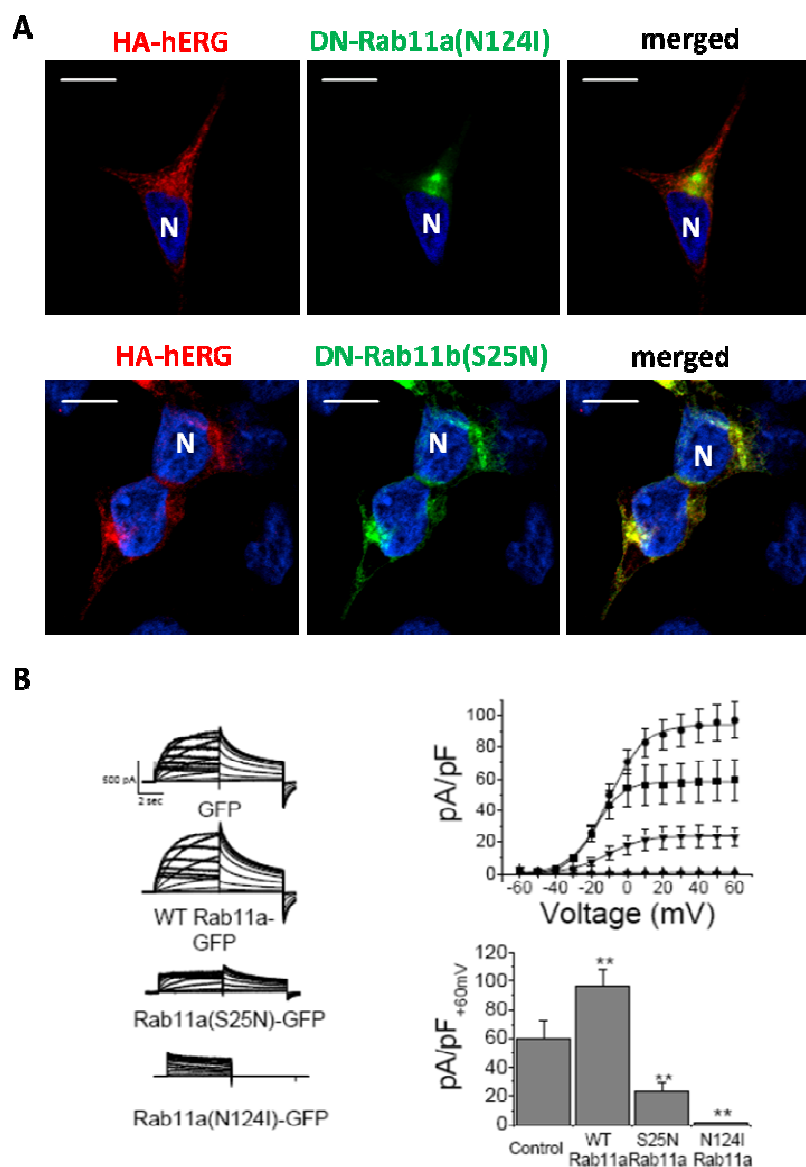 A
HA-hERG
DN-Rab11a(N124I)
merged
N
N
HA-hERG
DN-Rab11b(S25N)
merged
N
N
B
500 pA
2 sec
GFP
WT Rab11a-
GFP
Rab11a(S25N)-GFP
Rab11a(N124I)-GFP
pA/pF
100
80
60
40
20
0
-60 -40 -20 0 20 40 60
Voltage (mV)
pA/pF+60mV
120
100
80
60
40
20
0
**
**
**
Control
WT
Rab11a
S25N
Rab11a
N124I
Rab11a